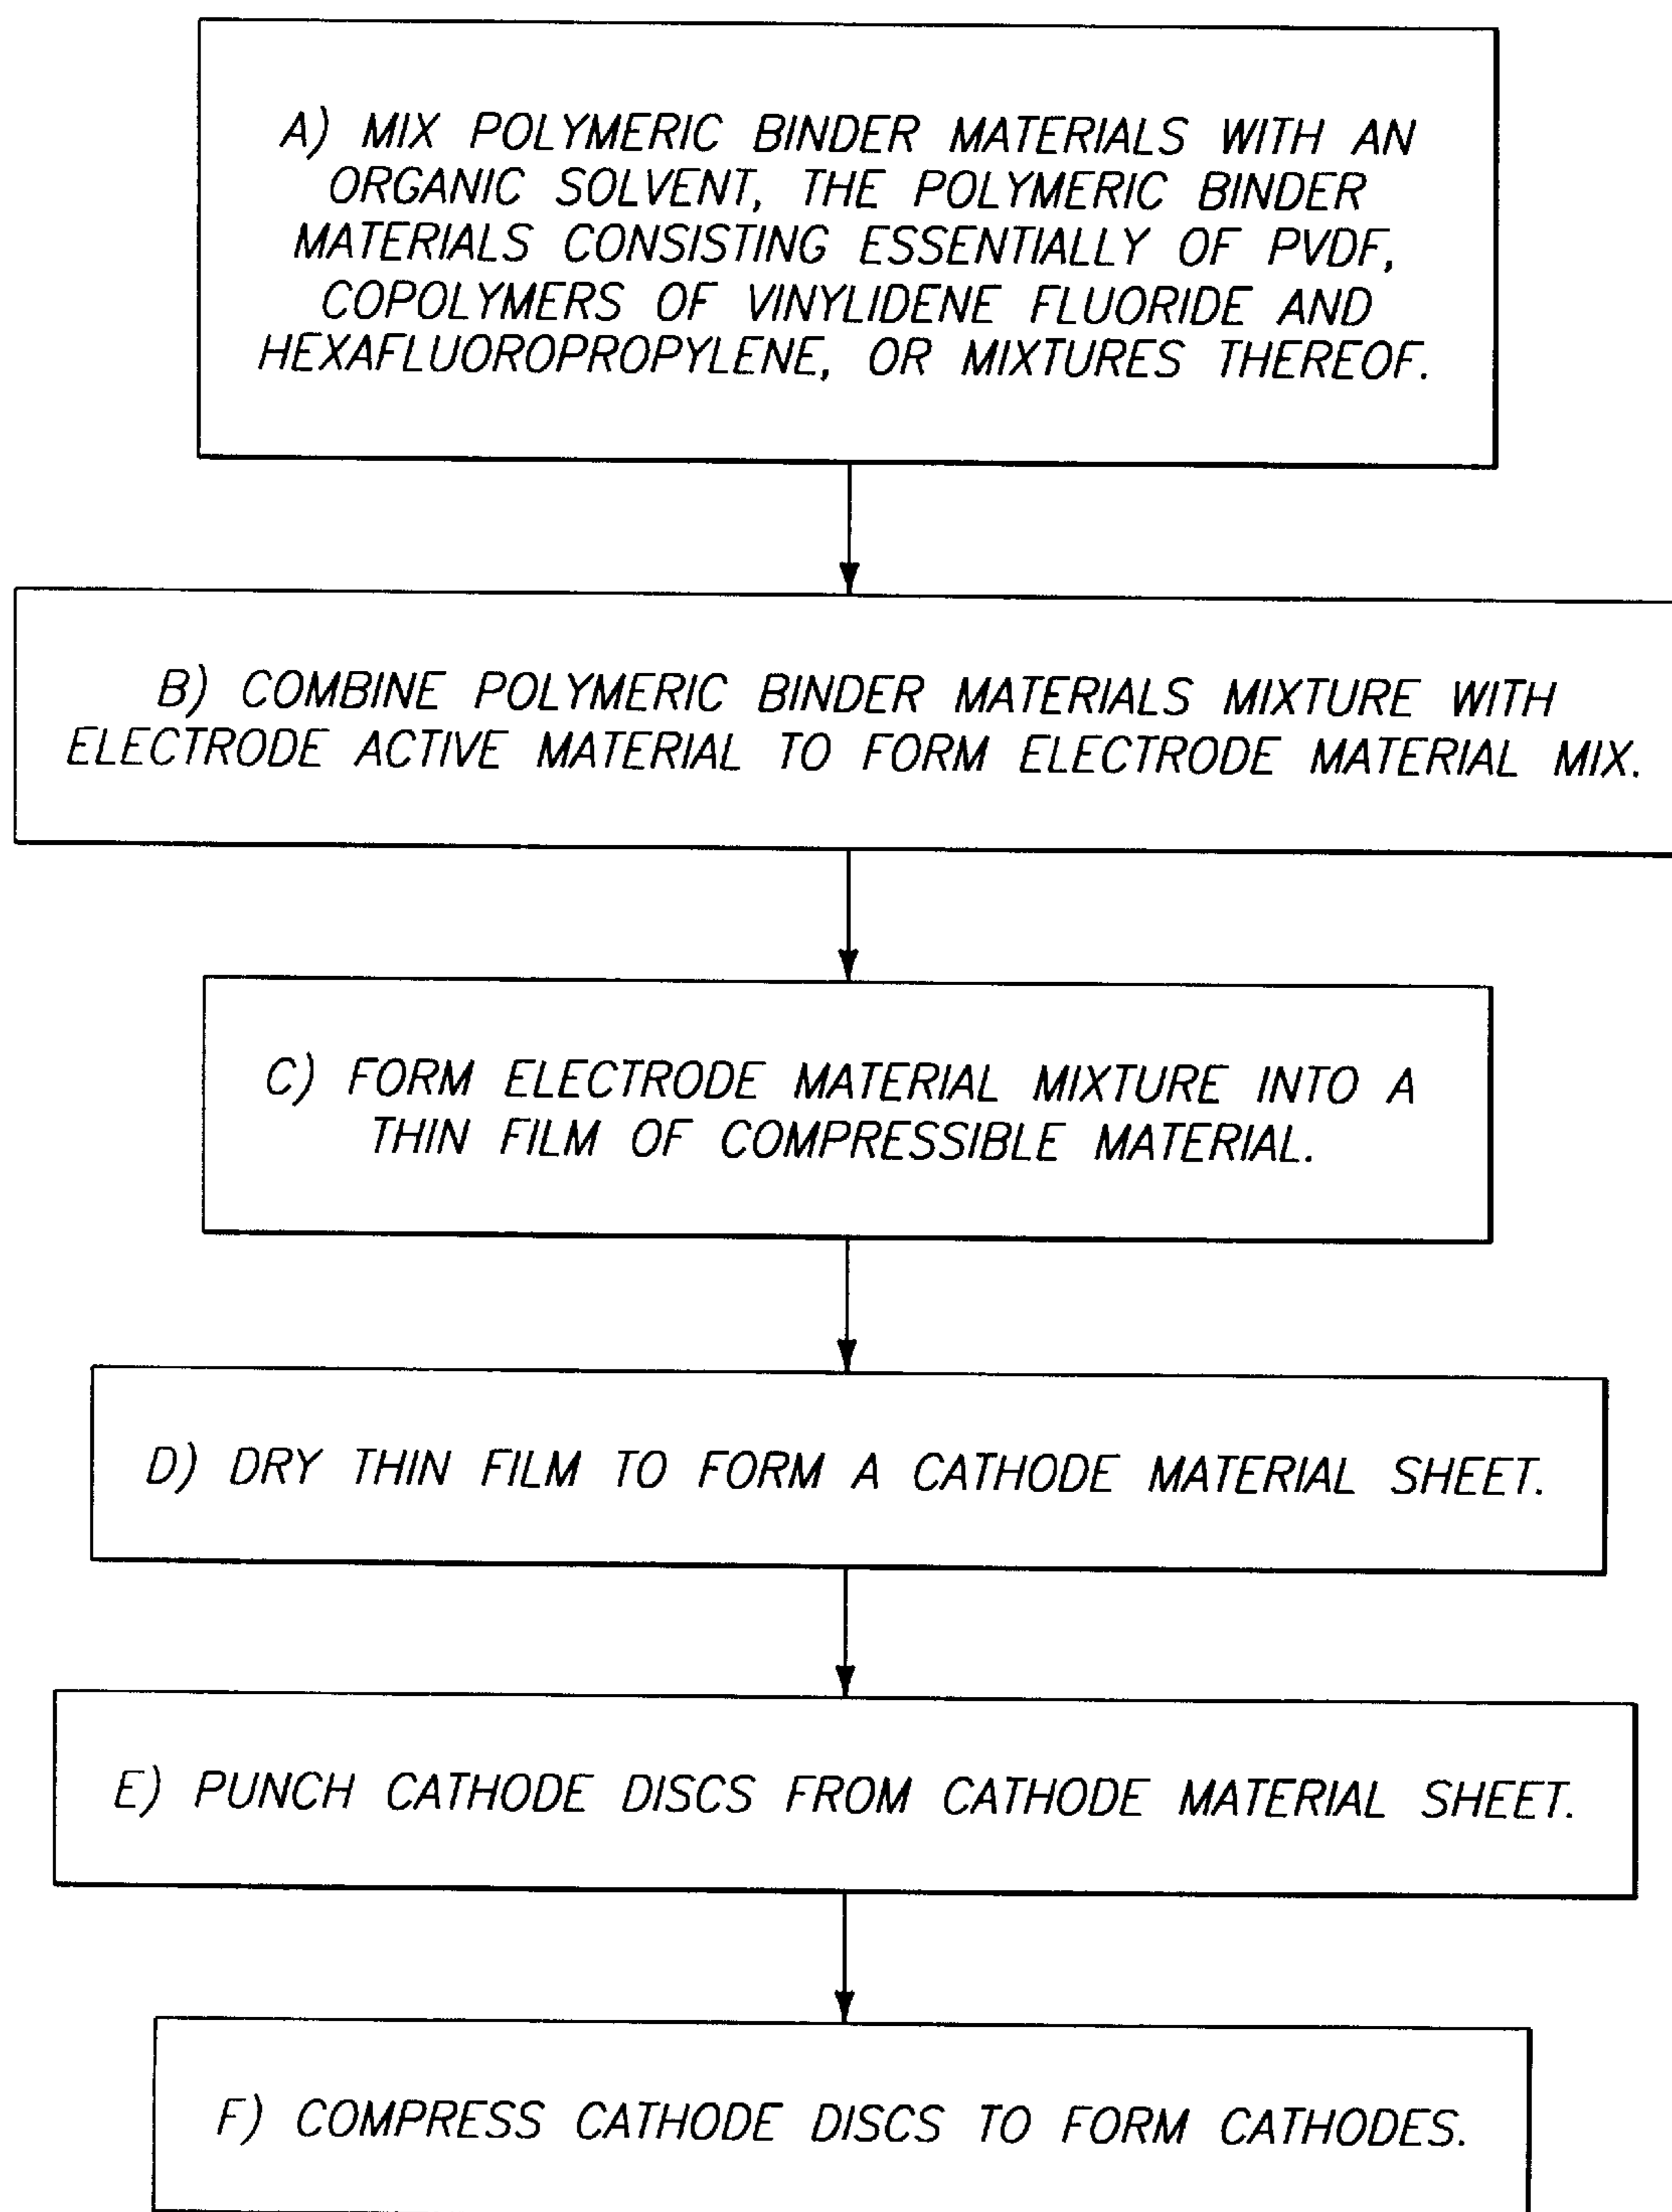 A) MIX POLYMERIC BINDER MATERIALS WITH AN
ORGANIC SOLVENT, THE POLYMERIC BINDER
MATERIALS CONSISTING ESSENTIALLY OF PVDF,
COPOLYMERS OF VINYLIDENE FLUORIDE AND
HEXAFLUOROPROPYLENE, OR MIXTURES THEREOF.
B) COMBINE POLYMERIC BINDER MATERIALS MIXTURE WITH
ELECTRODE ACTIVE MATERIAL TO FORM ELECTRODE MATERIAL MIX.
C) FORM ELECTRODE MATERIAL MIXTURE INTO A
THIN FILM OF COMPRESSIBLE MATERIAL.
D) DRY THIN FILM TO FORM A CATHODE MATERIAL SHEET.
E) PUNCH CATHODE DISCS FROM CATHODE MATERIAL SHEET.
F) COMPRESS CATHODE DISCS TO FORM CATHODES.